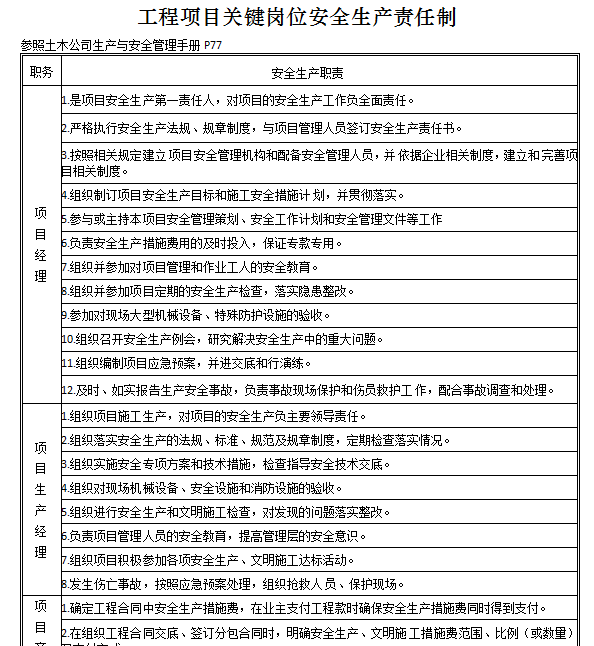 工程项目关键岗位安全生产责任制
参照土木公司生产与安全管理手册 P77
职务
安全生产职责
项目经理
1.是项目安全生产第一责任人，对项目的安全生产工作负全面责任。
2.严格执行安全生产法规、规章制度，与项目管理人员签订安全生产责任书。
3.按照相关规定建立项目安全管理机构和配备安全管理人员，并依据企业相关制度，建立和完善项
目相关制度。
4.组织制订项目安全生产目标和施工安全措施计划，并贯彻落实。
5.参与或主持本项目安全管理策划、安全工作计划和安全管理文件等工作
6.负责安全生产措施费用的及时投入，保证专款专用。
7.组织并参加对项目管理和作业工人的安全教育。
8.组织并参加项目定期的安全生产检查，落实隐患整改。
9.参加对现场大型机械设备、特殊防护设施的验收。
10.组织召开安全生产例会，研究解决安全生产中的重大问题。
11.组织编制项目应急预案，并进交底和行演练。
12.及时、如实报告生产安全事故，负责事故现场保护和伤员救护工作，配合事故调查和处理。
项目生产经理
1.组织项目施工生产，对项目的安全生产负主要领导责任。
2.组织落实安全生产的法规、标准、规范及规章制度，定期检查落实情况。
3.组织实施安全专项方案和技术措施，检查指导安全技术交底。
4.组织对现场机械设备、安全设施和消防设施的验收。
5.组织进行安全生产和文明施工检查，对发现的问题落实整改。
6.负责项目管理人员的安全教育，提高管理层的安全意识。
7.组织项目积极参加各项安全生产、文明施工达标活动。
8.发生伤亡事故，按照应急预案处理，组织抢救人员、保护现场。
项目
1.确定工程合同中安全生产措施费，在业主支付工程款时确保安全生产措施费同时得到支付。
2.在组织工程合同交底、签订分包合同时，明确安全生产、文明施工措施费范围、比例（或数量）